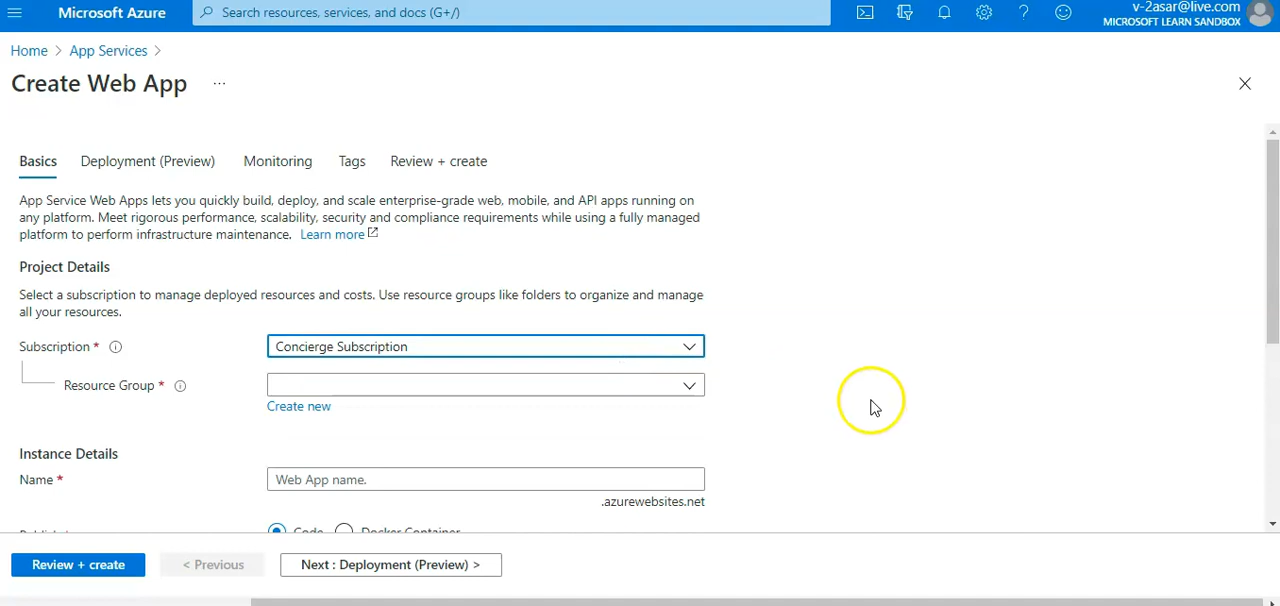 Microsoft Azure
Search resources, services, and docs (G+/)
v-2asar@live.com
MICROSOFT LEARN SANDBOX
Home > App Services >
Create Web App ...
Basics
Deployment (Preview)
Monitoring
Tags
Review + create
App Service Web Apps lets you quickly build, deploy, and scale enterprise-grade web, mobile, and API apps running on
any platform. Meet rigorous performance, scalability, security and compliance requirements while using a fully managed
platform to perform infrastructure maintenance. Learn more
Project Details
Select a subscription to manage deployed resources and costs. Use resource groups like folders to organize and manage
all your resources.
Subscription *
Concierge Subscription
Resource Group *
Create new
Instance Details
Name *
Web App name.
.azurewebsites.net
Code
Docker Container
Review + create
< Previous
Next : Deployment (Preview) >